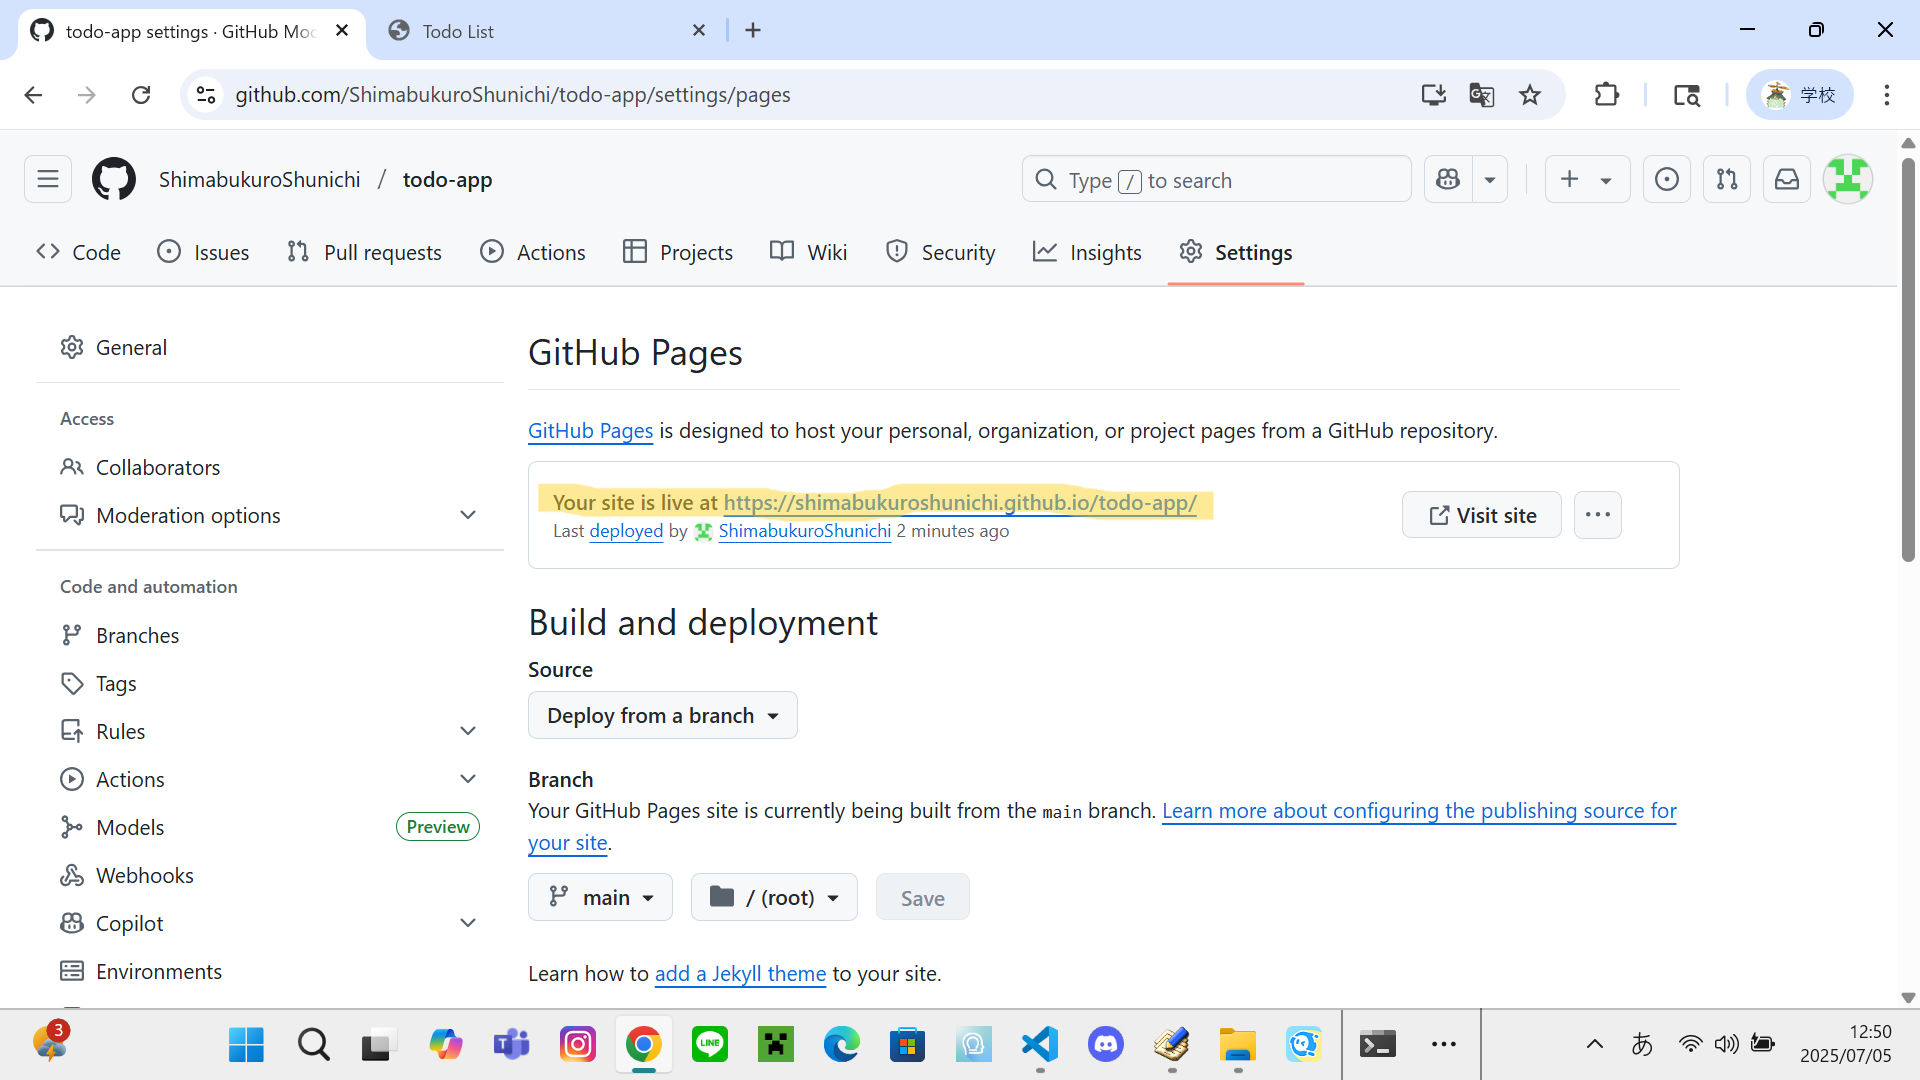 todo-app settings · GitHub Moc
Todo List
github.com/ShimabukuroShunichi/todo-app/settings/pages
学校
ShimabukuroShunichi / todo-app
Type / to search
Code
Issues
Pull requests
Actions
Projects
Wiki
Security
Insights
Settings
General
Access
Collaborators
Moderation options
Code and automation
Branches
Tags
Rules
Actions
Models
Preview
Webhooks
Copilot
Environments
GitHub Pages
GitHub Pages is designed to host your personal, organization, or project pages from a GitHub repository.
Your site is live at https://shimabukuroshunichi.github.io/todo-app/
Last deployed by ShimabukuroShunichi 2 minutes ago
Visit site
Build and deployment
Source
Deploy from a branch
Branch
Your GitHub Pages site is currently being built from the main branch. Learn more about configuring the publishing source for
your site.
main
/ (root)
Save
Learn how to add a Jekyll theme to your site.
3
LINE
あ
12:50
2025/07/05